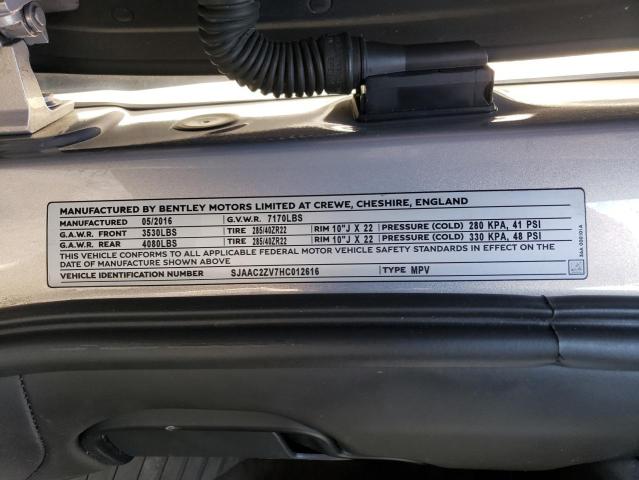 MANUFACTURED BY BENTLEY MOTORS LIMITED AT CREWE, CHESHIRE, ENGLAND
MANUFACTURED 05/2016 G.V.W.R. 7170LBS
G.A.W.R. FRONT 3530LBS TIRE 285/40ZR22 RIM 10"J X 22 PRESSURE (COLD) 280 KPA, 41 PSI
G.A.W.R. REAR 4080LBS TIRE 285/40ZR22 RIM 10"J X 22 PRESSURE (COLD) 330 KPA, 48 PSI
THIS VEHICLE CONFORMS TO ALL APPLICABLE FEDERAL MOTOR VEHICLE SAFETY STANDARDS IN EFFECT ON THE
DATE OF MANUFACTURE SHOWN ABOVE
VEHICLE IDENTIFICATION NUMBER SJAAC2ZV7HC012616 TYPE MPV
36A 000101A